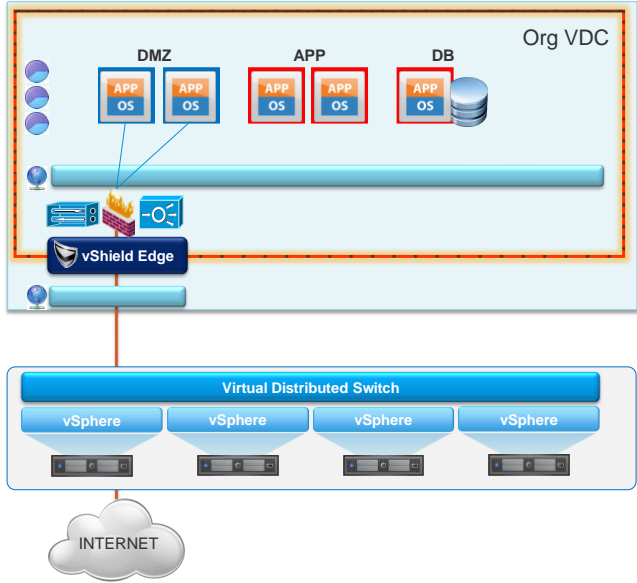 Org VDC
DMZ
APP
DB
APP
OS
APP
OS
APP
OS
APP
OS
APP
OS
vShield Edge
Virtual Distributed Switch
vSphere
vSphere
vSphere
vSphere
INTERNET